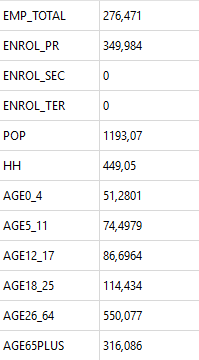 EMP_TOTAL 276,471
ENROL_PR 349,984
ENROL_SEC 0
ENROL_TER 0
POP 1193,07
HH 449,05
AGE0_4 51,2801
AGE5_11 74,4979
AGE12_17 86,6964
AGE18_25 114,434
AGE26_64 550,077
AGE65PLUS 316,086